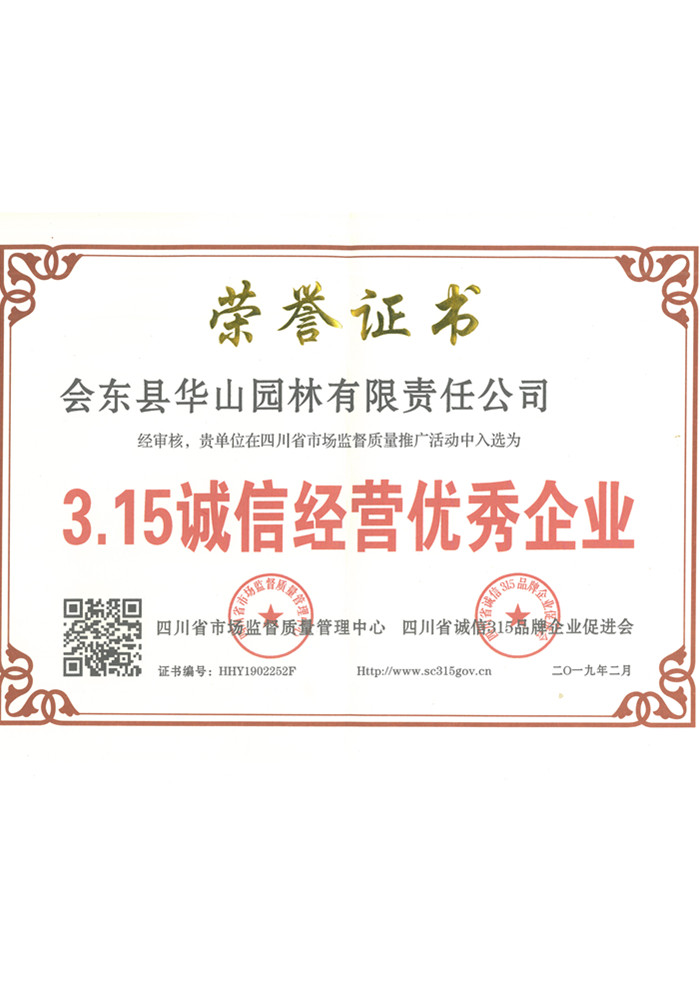 荣誉证书
会东县华山园林有限责任公司
经审核，贵单位在四川省市场监督质量推广活动中入选为
3.15诚信经营优秀企业
四川省市场监督质量管理中心 四川省诚信315品牌企业促进会
证书编号：HHY1902252F Http://www.sc315gov.cn 二〇一九年二月